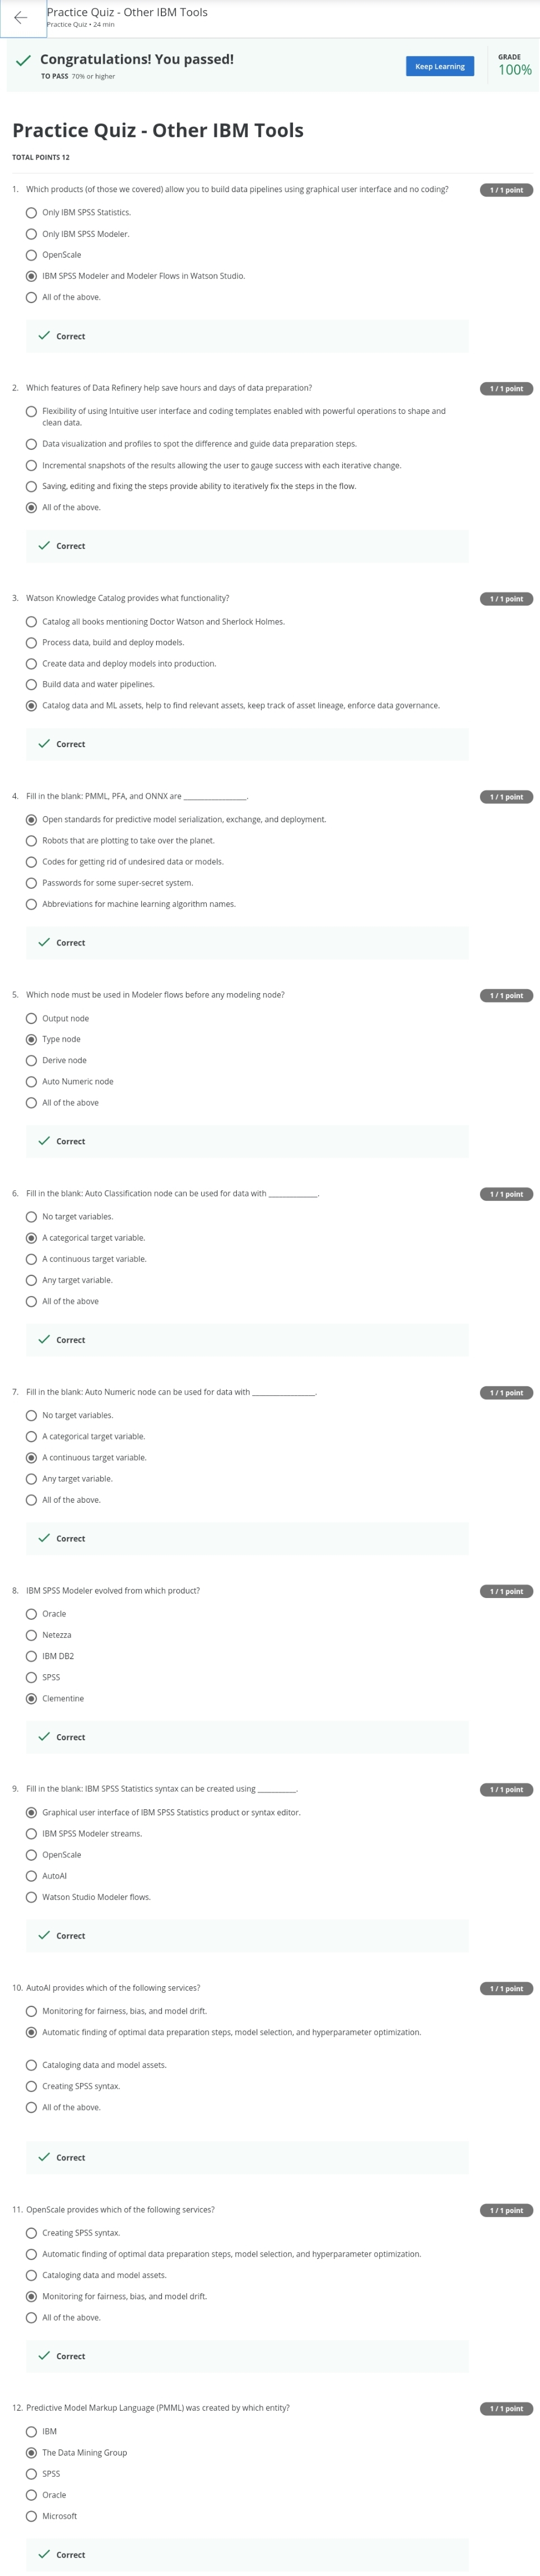 Practice Quiz - Other IBM Tools
Practice Quiz • 24 min
Congratulations! You passed!
TO PASS 70% or higher
Keep Learning
GRADE
100%
Practice Quiz - Other IBM Tools
TOTAL POINTS 12
1. Which products (of those we covered) allow you to build data pipelines using graphical user interface and no coding?
1 / 1 point
Only IBM SPSS Statistics.
Only IBM SPSS Modeler.
OpenScale
IBM SPSS Modeler and Modeler Flows in Watson Studio.
All of the above.
Correct
2. Which features of Data Refinery help save hours and days of data preparation?
1 / 1 point
Flexibility of using Intuitive user interface and coding templates enabled with powerful operations to shape and
clean data.
Data visualization and profiles to spot the difference and guide data preparation steps.
Incremental snapshots of the results allowing the user to gauge success with each iterative change.
Saving, editing and fixing the steps provide ability to iteratively fix the steps in the flow.
All of the above.
Correct
3. Watson Knowledge Catalog provides what functionality?
1 / 1 point
Catalog all books mentioning Doctor Watson and Sherlock Holmes.
Process data, build and deploy models.
Create data and deploy models into production.
Build data and water pipelines.
Catalog data and ML assets, help to find relevant assets, keep track of asset lineage, enforce data governance.
Correct
4. Fill in the blank: PMML, PFA, and ONNX are ________________.
1 / 1 point
Open standards for predictive model serialization, exchange, and deployment.
Robots that are plotting to take over the planet.
Codes for getting rid of undesired data or models.
Passwords for some super-secret system.
Abbreviations for machine learning algorithm names.
Correct
5. Which node must be used in Modeler flows before any modeling node?
1 / 1 point
Output node
Type node
Derive node
Auto Numeric node
All of the above
Correct
6. Fill in the blank: Auto Classification node can be used for data with _____________.
1 / 1 point
No target variables.
A categorical target variable.
A continuous target variable.
Any target variable.
All of the above
Correct
7. Fill in the blank: Auto Numeric node can be used for data with ________________.
1 / 1 point
No target variables.
A categorical target variable.
A continuous target variable.
Any target variable.
All of the above.
Correct
8. IBM SPSS Modeler evolved from which product?
1 / 1 point
Oracle
Netezza
IBM DB2
SPSS
Clementine
Correct
9. Fill in the blank: IBM SPSS Statistics syntax can be created using __________.
1 / 1 point
Graphical user interface of IBM SPSS Statistics product or syntax editor.
IBM SPSS Modeler streams.
OpenScale
AutoAI
Watson Studio Modeler flows.
Correct
10. AutoAI provides which of the following services?
1 / 1 point
Monitoring for fairness, bias, and model drift.
Automatic finding of optimal data preparation steps, model selection, and hyperparameter optimization.
Cataloging data and model assets.
Creating SPSS syntax.
All of the above.
Correct
11. OpenScale provides which of the following services?
1 / 1 point
Creating SPSS syntax.
Automatic finding of optimal data preparation steps, model selection, and hyperparameter optimization.
Cataloging data and model assets.
Monitoring for fairness, bias, and model drift.
All of the above.
Correct
12. Predictive Model Markup Language (PMML) was created by which entity?
1 / 1 point
IBM
The Data Mining Group
SPSS
Oracle
Microsoft
Correct